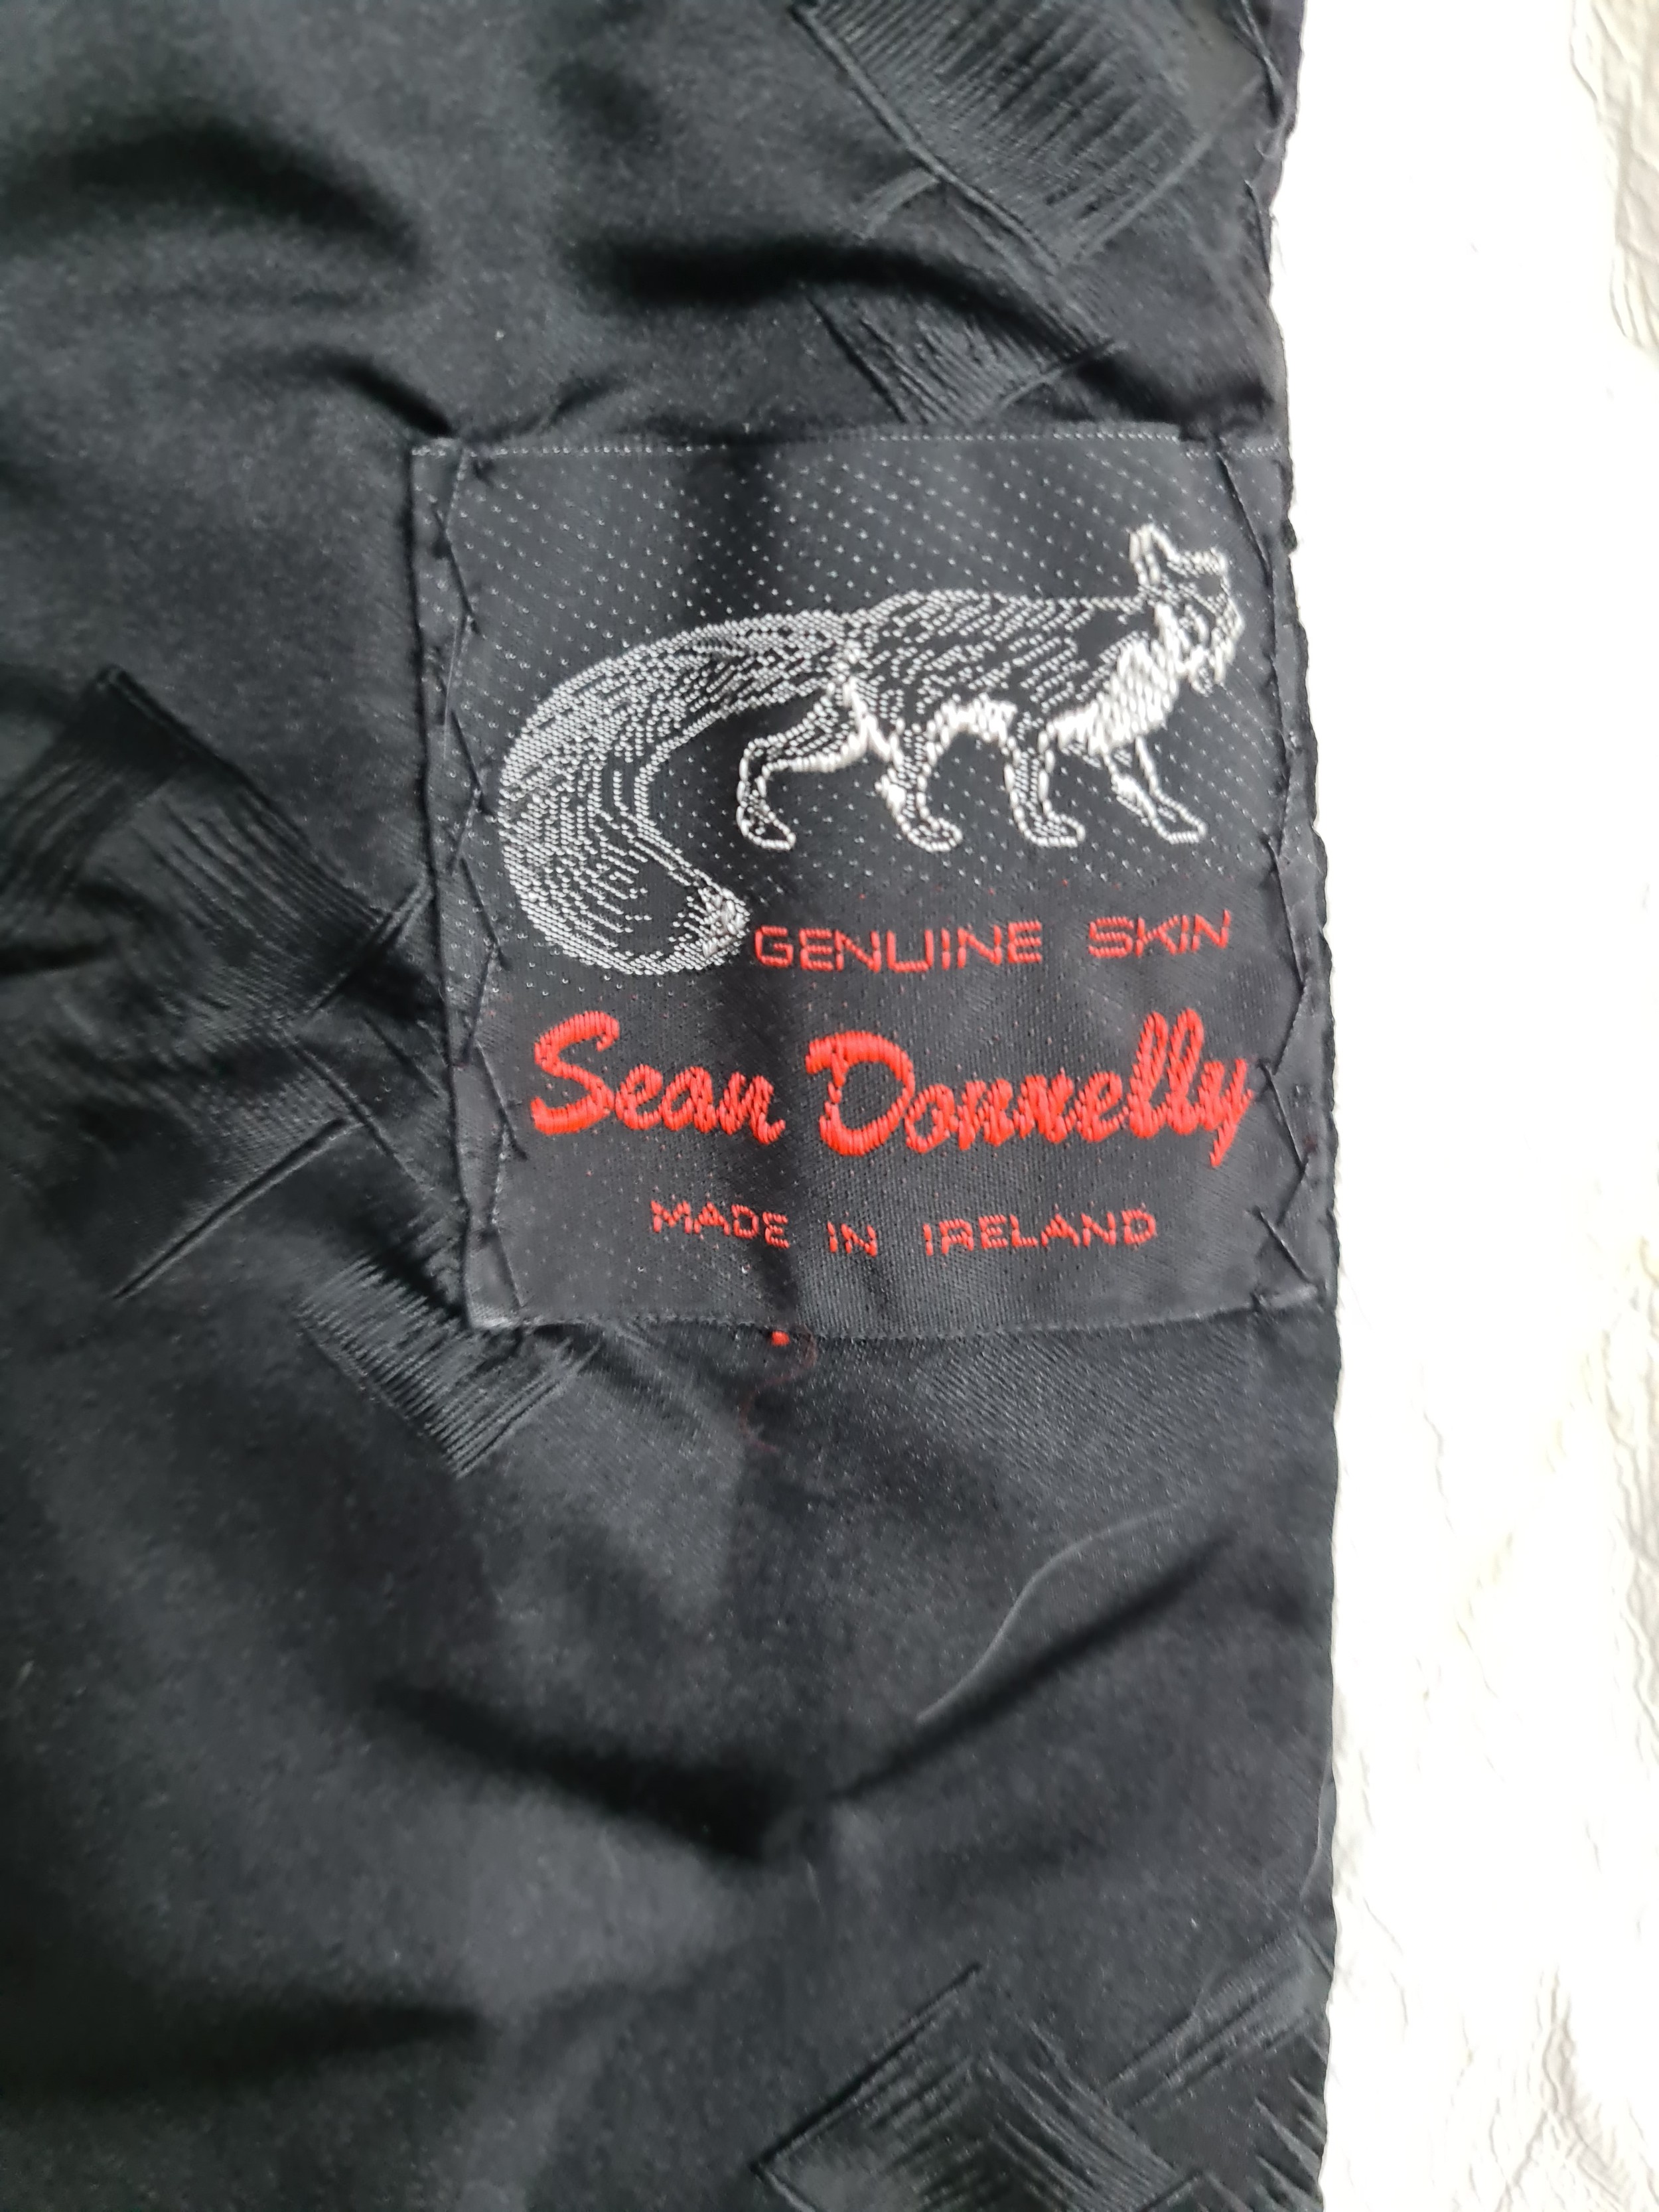 GENUINE SKIN
Sean Donnelly
MADE IN IRELAND